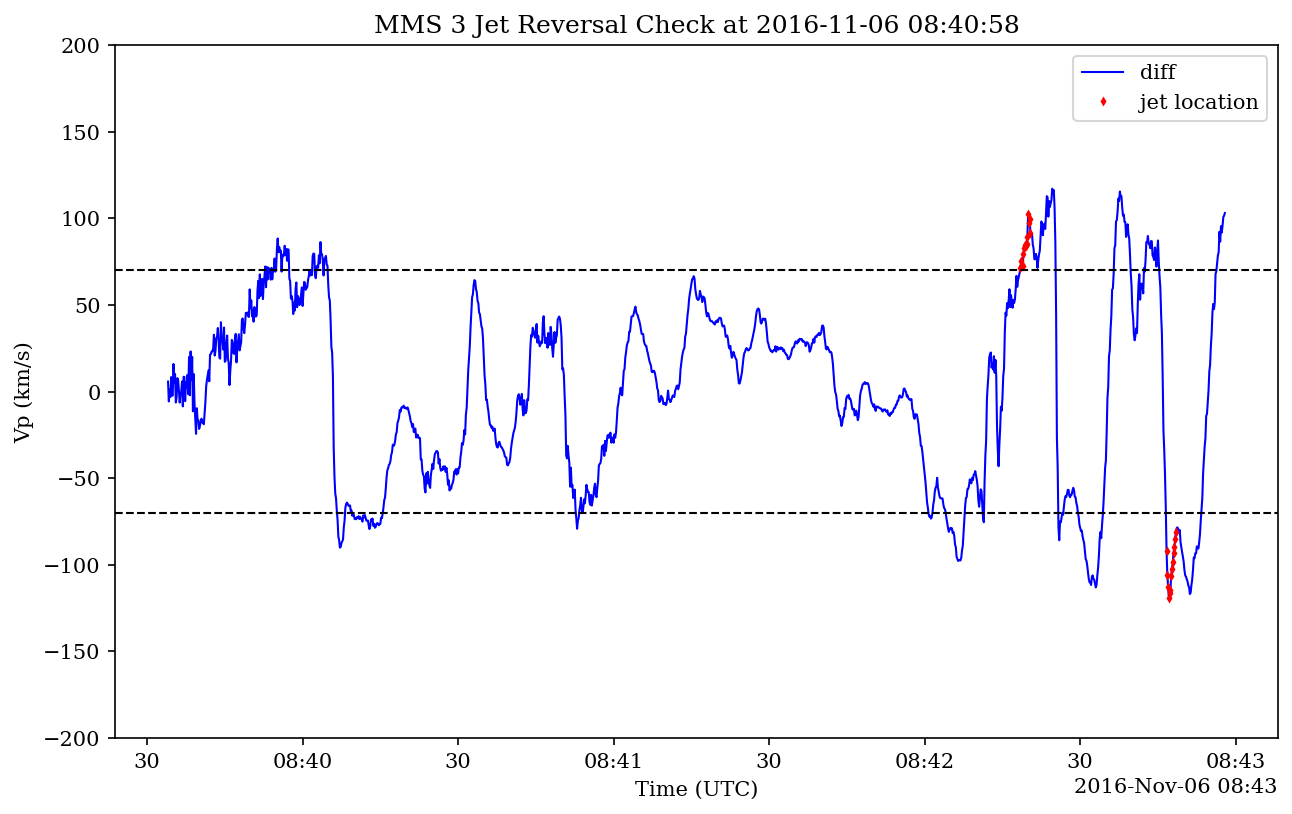 MMS 3 Jet Reversal Check at 2016-11-06 08:40:58
200
150
100
50
0
−50
−100
−150
−200
Vp (km/s)
diff
jet location
30 08:40 30 08:41 30 08:42 30 08:43
Time (UTC)
2016-Nov-06 08:43